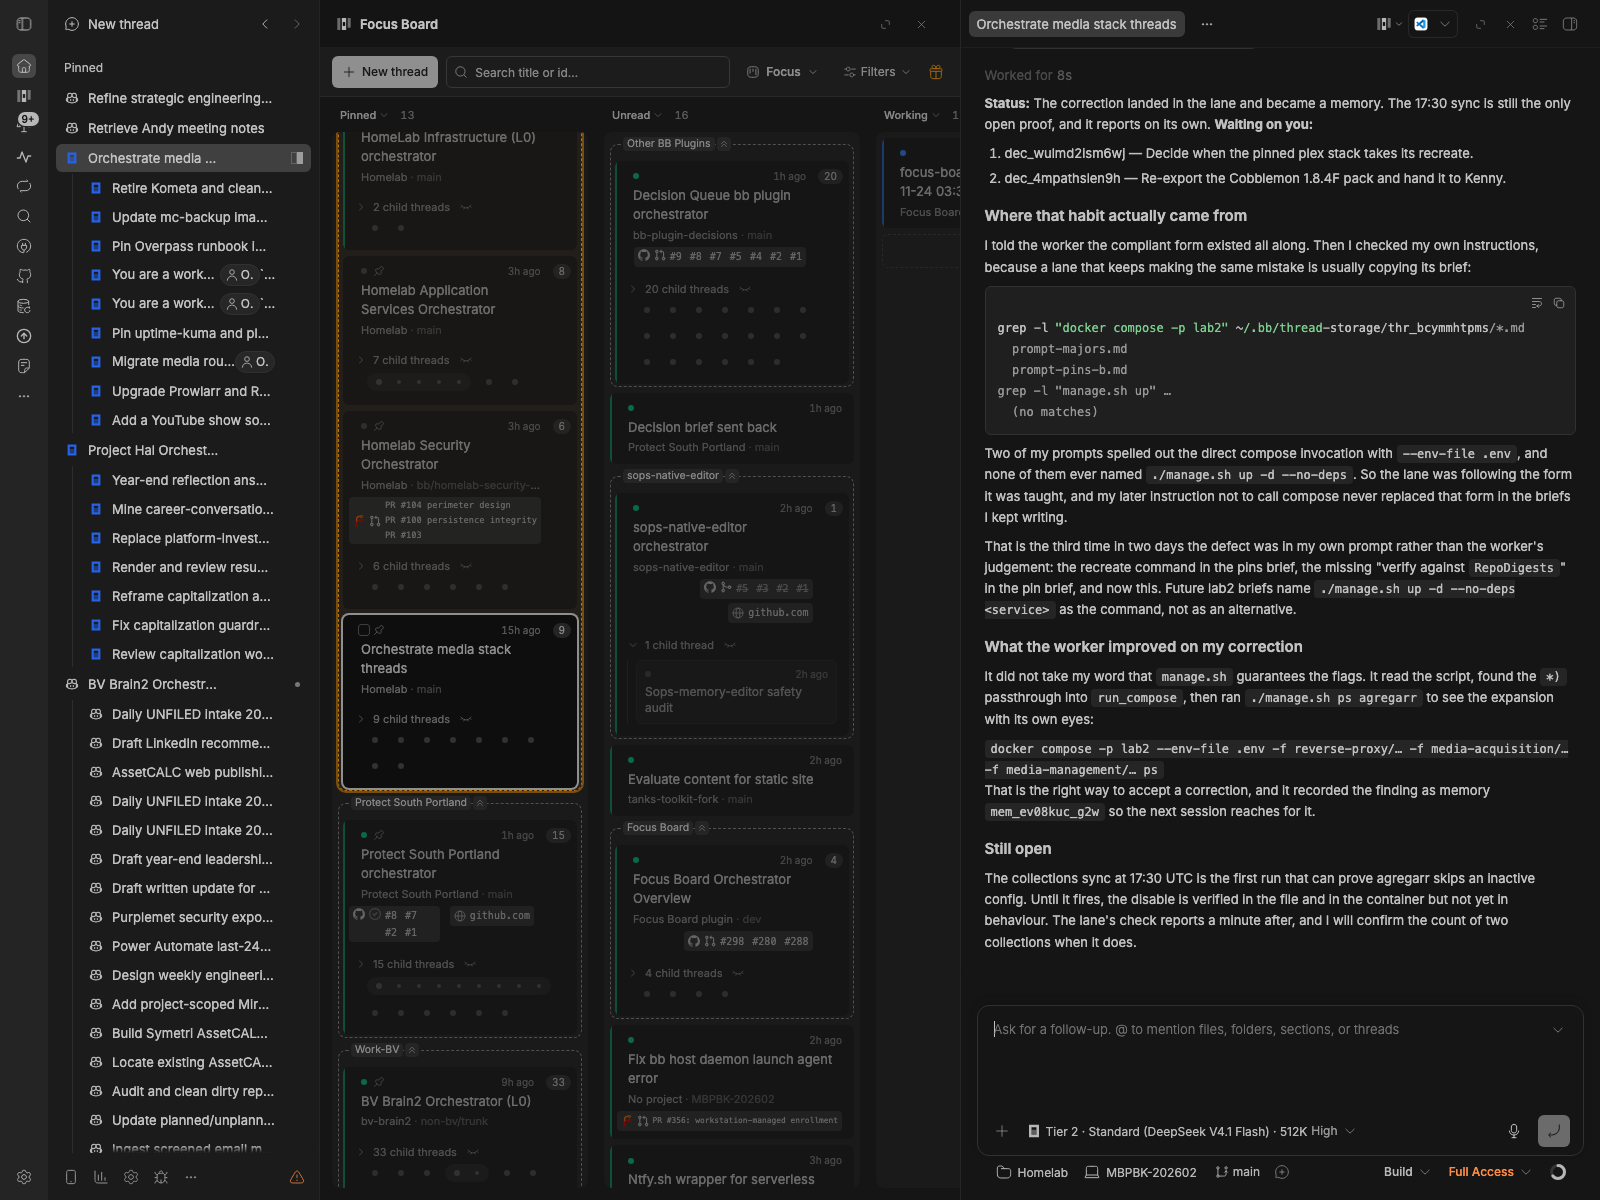 New thread
Pinned
Refine strategic engineering...
Retrieve Andy meeting notes
Orchestrate media ...
Retire Kometa and clean...
Update mc-backup ima...
Pin Overpass runbook i...
You are a work... O. `...
You are a work... O. `...
Pin uptime-kuma and pl...
Migrate media rou... O.
Upgrade Prowlarr and R...
Add a YouTube show so...
Project Hal Orchest...
Year-end reflection ans...
Mine career-conversatio...
Replace platform-invest...
Render and review resu...
Reframe capitalization a...
Fix capitalization guardr...
Review capitalization wo...
BV Brain2 Orchestr...
Daily UNFILED intake 20...
Draft LinkedIn recomme...
AssetCALC web publishi...
Daily UNFILED intake 20...
Daily UNFILED intake 20...
Draft year-end leadershi...
Draft written update for ...
Purplemet security expo...
Power Automate last-24...
Design weekly engineeri...
Add project-scoped Mir...
Build Symetri AssetCAL...
Locate existing AssetCA...
Audit and clean dirty rep...
Update planned/unplann...
Ingest screened email m...
9+
Focus Board
New thread
Search title or id...
Focus
Filters
Pinned 13
HomeLab Infrastructure (L0)
orchestrator
Homelab · main
2 child threads
3h ago 8
Homelab Application
Services Orchestrator
Homelab · main
7 child threads
3h ago 6
Homelab Security
Orchestrator
Homelab · bb/homelab-security-...
PR #104 perimeter design
PR #100 persistence integrity
PR #103
6 child threads
15h ago 9
Orchestrate media stack
threads
Homelab · main
9 child threads
Protect South Portland
1h ago 15
Protect South Portland
orchestrator
Protect South Portland · main
#8 #7
#2 #1
github.com
15 child threads
Work-BV
9h ago 33
BV Brain2 Orchestrator (L0)
bv-brain2 · non-bv/trunk
33 child threads
Unread 16
Other BB Plugins
1h ago 20
Decision Queue bb plugin
orchestrator
bb-plugin-decisions · main
#9 #8 #7 #5 #4 #2 #1
20 child threads
1h ago
Decision brief sent back
Protect South Portland · main
sops-native-editor
2h ago 1
sops-native-editor
orchestrator
sops-native-editor · main
#5 #3 #2 #1
github.com
1 child thread
2h ago
Sops-memory-editor safety
audit
2h ago
Evaluate content for static site
tanks-toolkit-fork · main
Focus Board
2h ago 4
Focus Board Orchestrator
Overview
Focus Board plugin · dev
#298 #280 #288
4 child threads
2h ago
Fix bb host daemon launch agent
error
No project · MBPBK-202602
PR #356: workstation-managed enrollment
3h ago
Ntfy.sh wrapper for serverless
Working 1
focus-boa
11-24 03:3
Focus Board
Orchestrate media stack threads
Worked for 8s
Status: The correction landed in the lane and became a memory. The 17:30 sync is still the only
open proof, and it reports on its own. Waiting on you:
1. dec_wuimd2ism6wj — Decide when the pinned plex stack takes its recreate.
2. dec_4mpathslen9h — Re-export the Cobblemon 1.8.4F pack and hand it to Kenny.
Where that habit actually came from
I told the worker the compliant form existed all along. Then I checked my own instructions,
because a lane that keeps making the same mistake is usually copying its brief:
grep -l "docker compose -p lab2" ~/.bb/thread-storage/thr_bcymmhtpms/*.md
prompt-majors.md
prompt-pins-b.md
grep -l "manage.sh up" …
(no matches)
Two of my prompts spelled out the direct compose invocation with --env-file .env, and
none of them ever named ./manage.sh up -d --no-deps. So the lane was following the form
it was taught, and my later instruction not to call compose never replaced that form in the briefs
I kept writing.
That is the third time in two days the defect was in my own prompt rather than the worker's
judgement: the recreate command in the pins brief, the missing "verify against RepoDigests"
in the pin brief, and now this. Future lab2 briefs name ./manage.sh up -d --no-deps
<service> as the command, not as an alternative.
What the worker improved on my correction
It did not take my word that manage.sh guarantees the flags. It read the script, found the *)
passthrough into run_compose, then ran ./manage.sh ps agregarr to see the expansion
with its own eyes:
docker compose -p lab2 --env-file .env -f reverse-proxy/… -f media-acquisition/…
-f media-management/… ps
That is the right way to accept a correction, and it recorded the finding as memory
mem_ev08kuc_g2w so the next session reaches for it.
Still open
The collections sync at 17:30 UTC is the first run that can prove agregarr skips an inactive
config. Until it fires, the disable is verified in the file and in the container but not yet in
behaviour. The lane's check reports a minute after, and I will confirm the count of two
collections when it does.
Ask for a follow-up. @ to mention files, folders, sections, or threads
Tier 2 · Standard (DeepSeek V4.1 Flash) · 512K High
Homelab
MBPBK-202602
main
Build
Full Access